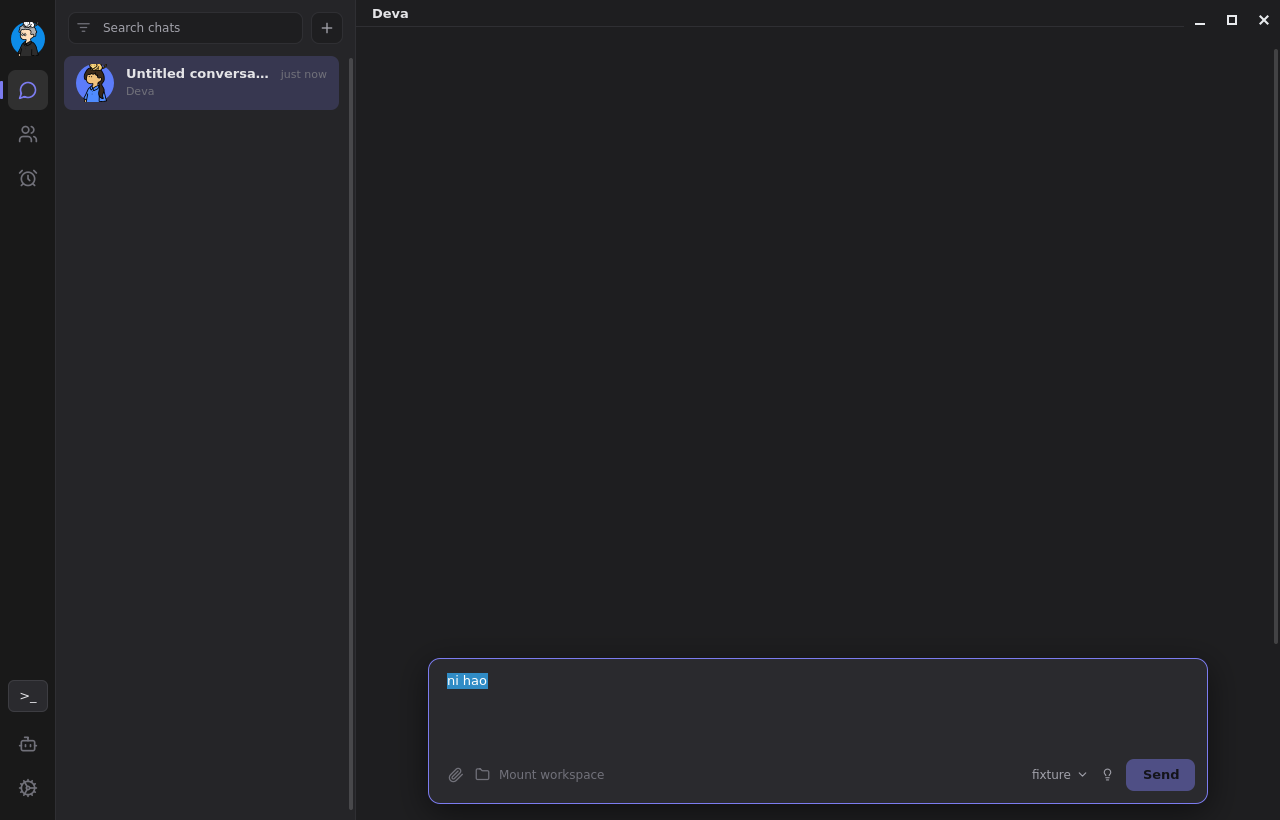 Search chats
Untitled conversa...
just now
Deva
>_
Deva
ni hao
Mount workspace
fixture
Send